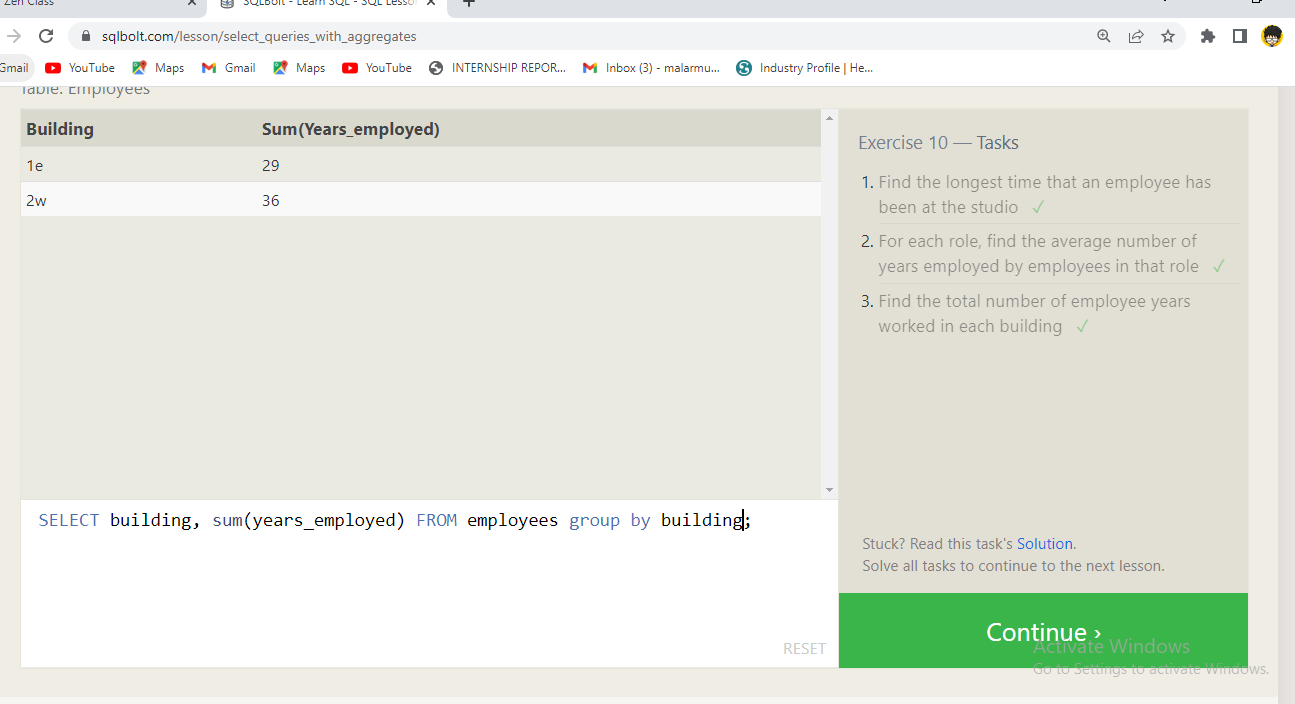 Zen Class
SQLBolt - Learn SQL - SQL Lesso
sqlbolt.com/lesson/select_queries_with_aggregates
Gmail YouTube Maps Gmail Maps YouTube INTERNSHIP REPOR... Inbox (3) - malarmu... Industry Profile | He...
Table: Employees
Building Sum(Years_employed)
1e 29
2w 36
SELECT building, sum(years_employed) FROM employees group by building;
RESET
Exercise 10 — Tasks
1. Find the longest time that an employee has
been at the studio ✓
2. For each role, find the average number of
years employed by employees in that role ✓
3. Find the total number of employee years
worked in each building ✓
Stuck? Read this task's Solution.
Solve all tasks to continue to the next lesson.
Continue ›
Activate Windows
Go to Settings to activate Windows.